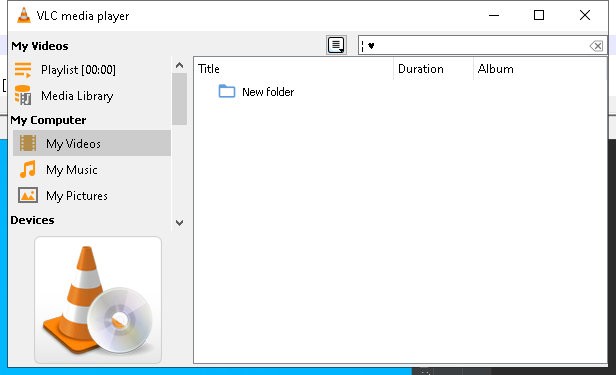 VLC media player
My Videos
¦ ♥
Playlist [00:00]
Media Library
My Computer
My Videos
My Music
My Pictures
Devices
Title Duration Album
New folder